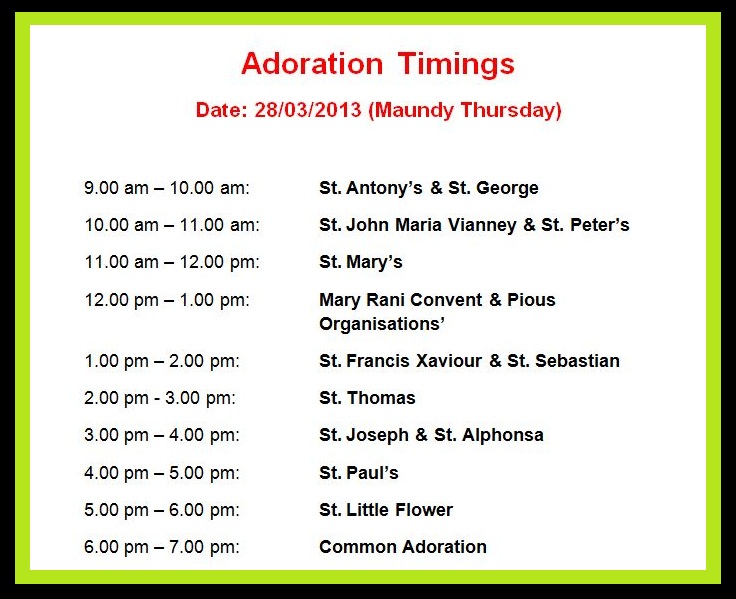 Adoration Timings
Date: 28/03/2013 (Maundy Thursday)
9.00 am – 10.00 am: St. Antony’s & St. George
10.00 am – 11.00 am: St. John Maria Vianney & St. Peter’s
11.00 am – 12.00 pm: St. Mary’s
12.00 pm – 1.00 pm: Mary Rani Convent & Pious
Organisations’
1.00 pm – 2.00 pm: St. Francis Xaviour & St. Sebastian
2.00 pm - 3.00 pm: St. Thomas
3.00 pm – 4.00 pm: St. Joseph & St. Alphonsa
4.00 pm – 5.00 pm: St. Paul’s
5.00 pm – 6.00 pm: St. Little Flower
6.00 pm – 7.00 pm: Common Adoration